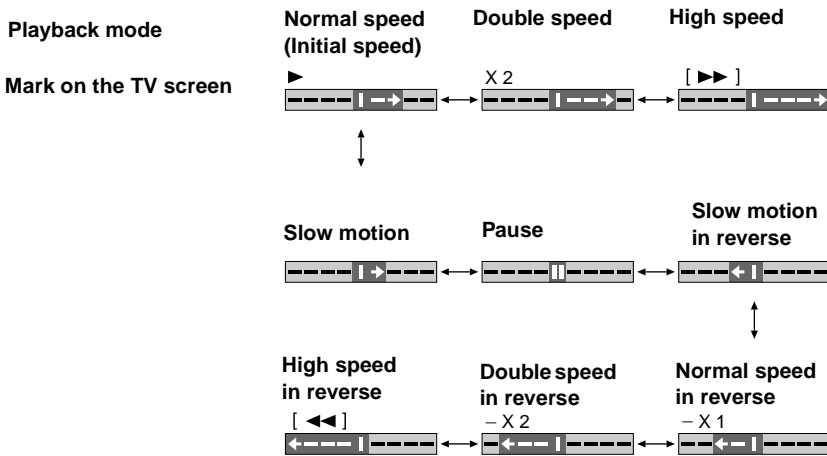 Playback mode
Normal speed
(Initial speed)
Double speed
High speed
Mark on the TV screen
X 2
[ ▶▶ ]
Slow motion
Pause
Slow motion
in reverse
High speed
in reverse
Double speed
in reverse
Normal speed
in reverse
[ ◀◀ ]
– X 2
– X 1